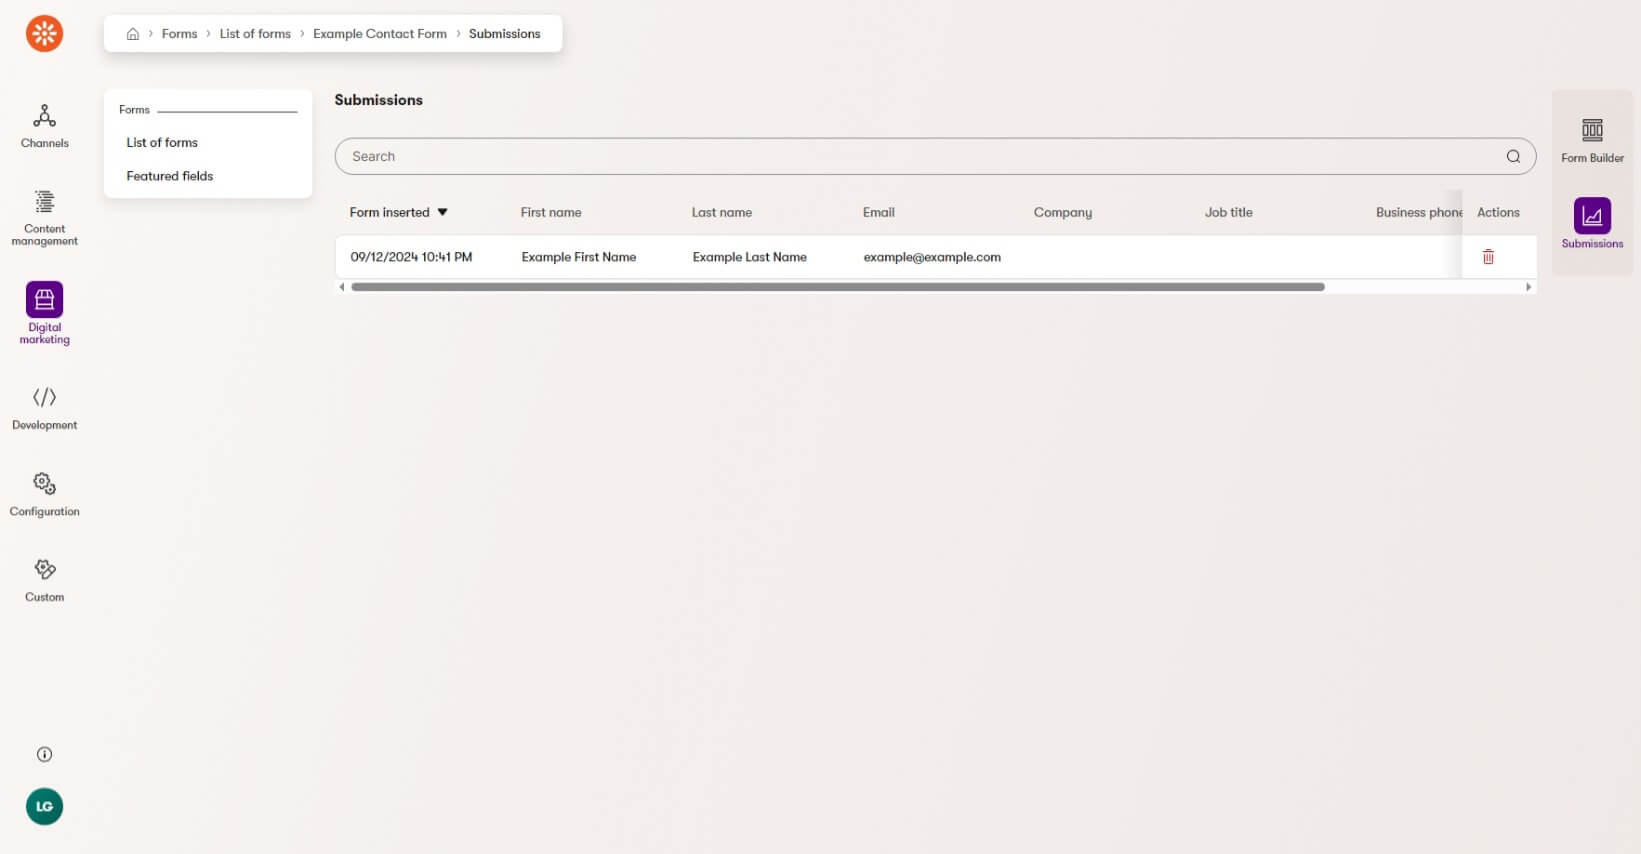 Forms › List of forms › Example Contact Form › Submissions
Channels
Content
management
Digital
marketing
Development
Configuration
Custom
LG
Forms
List of forms
Featured fields
Submissions
Search
Form inserted ▼ First name Last name Email Company Job title Business phone Actions
09/12/2024 10:41 PM Example First Name Example Last Name example@example.com
Form Builder
Submissions